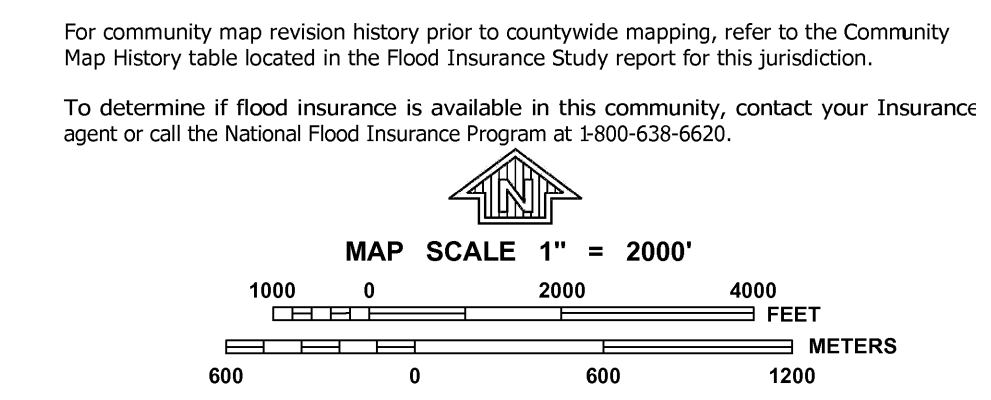 For community map revision history prior to countywide mapping, refer to the Community
Map History table located in the Flood Insurance Study report for this jurisdiction.
To determine if flood insurance is available in this community, contact your Insurance
agent or call the National Flood Insurance Program at 1-800-638-6620.
N
MAP SCALE 1" = 2000'
1000 0 2000 4000
FEET
METERS
600 0 600 1200